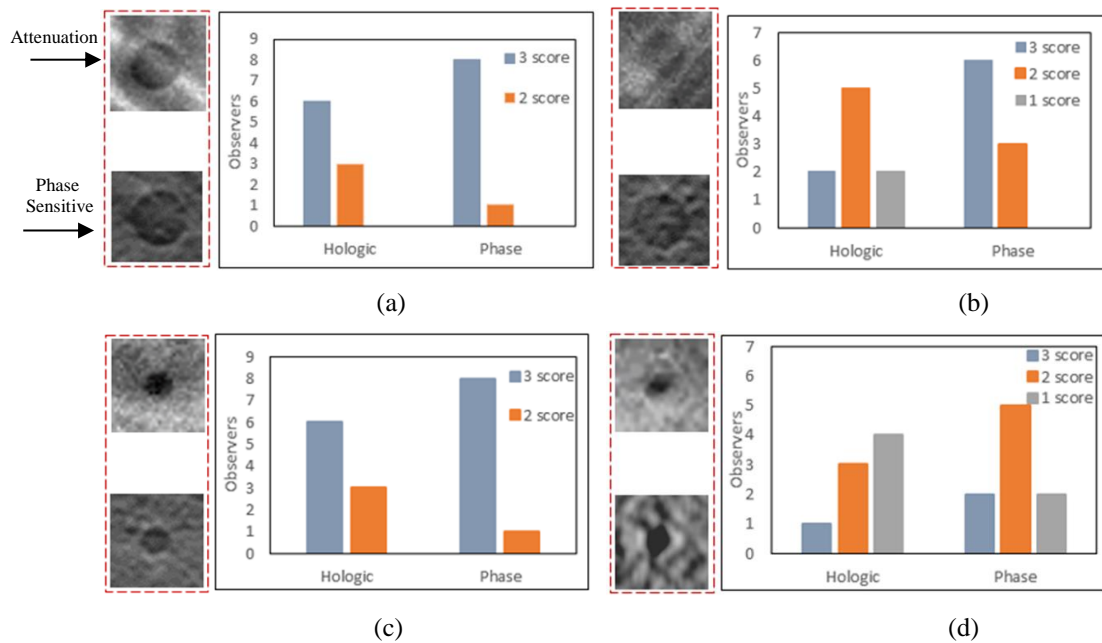 Attenuation
Phase
Sensitive
9
8
7
6
5
4
3
2
1
0
Observers
3 score
2 score
Hologic Phase
(a)
7
6
5
4
3
2
1
0
Observers
3 score
2 score
1 score
Hologic Phase
(b)
9
8
7
6
5
4
3
2
1
0
Observers
3 score
2 score
Hologic Phase
(c)
7
6
5
4
3
2
1
0
Observers
3 score
2 score
1 score
Hologic Phase
(d)